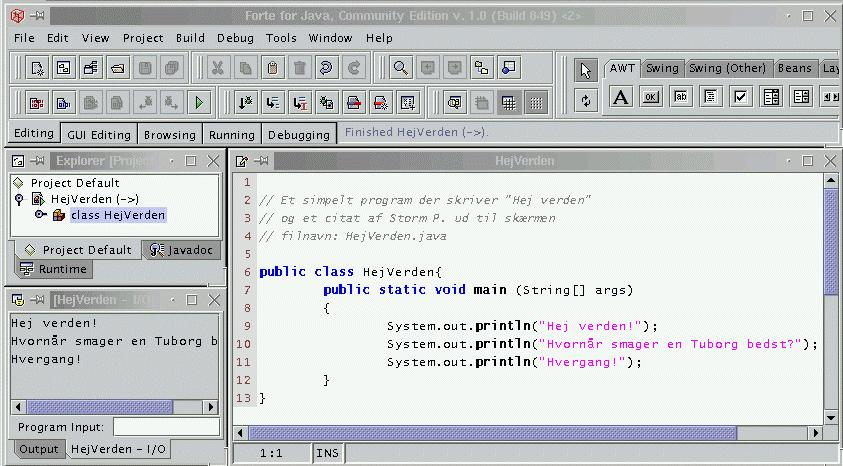 Forte for Java, Community Edition v. 1.0 (Build 649) <2>
File Edit View Project Build Debug Tools Window Help
AWT Swing Swing (Other) Beans Lay
A OK ab
Editing GUI Editing Browsing Running Debugging Finished HejVerden (->).
Explorer [Project
Project Default
HejVerden (->)
class HejVerden
Project Default Javadoc
Runtime
[HejVerden - I/O]
Hej verden!
Hvornår smager en Tuborg b
Hvergang!
Program Input:
Output HejVerden - I/O
HejVerden
1
2 // Et simpelt program der skriver "Hej verden"
3 // og et citat af Storm P. ud til skærmen
4 // filnavn: HejVerden.java
5
6 public class HejVerden{
7 public static void main (String[] args)
8 {
9 System.out.println("Hej verden!");
10 System.out.println("Hvornår smager en Tuborg bedst?");
11 System.out.println("Hvergang!");
12 }
13 }
1:1 INS